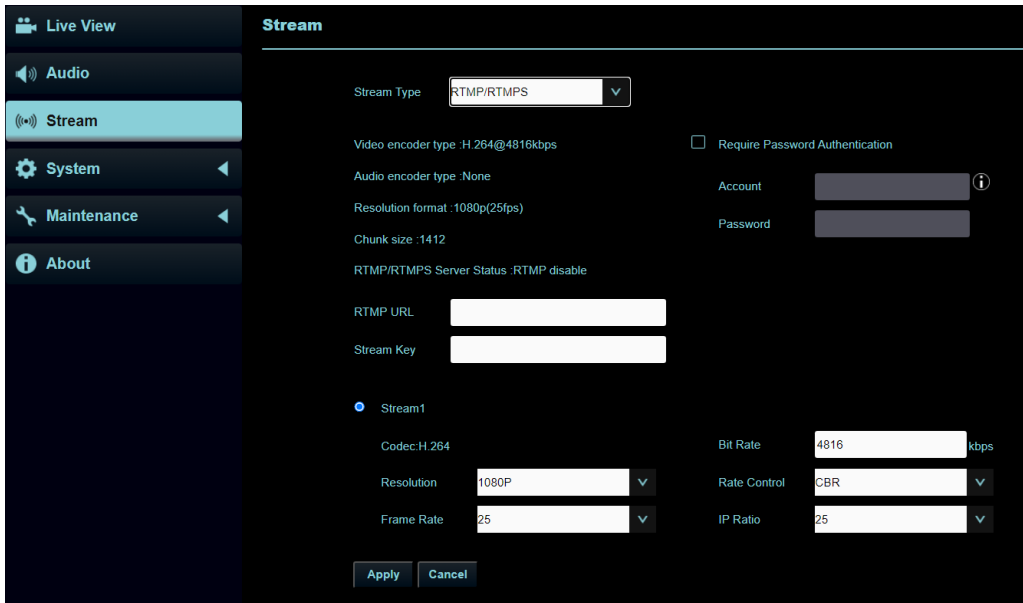 Live View
Audio
Stream
System
Maintenance
About
Stream
Stream Type RTMP/RTMPS
Video encoder type :H.264@4816kbps
Audio encoder type :None
Resolution format :1080p(25fps)
Chunk size :1412
RTMP/RTMPS Server Status :RTMP disable
Require Password Authentication
Account
Password
RTMP URL
Stream Key
Stream1
Codec:H.264
Bit Rate 4816 kbps
Resolution 1080P
Rate Control CBR
Frame Rate 25
IP Ratio 25
Apply Cancel